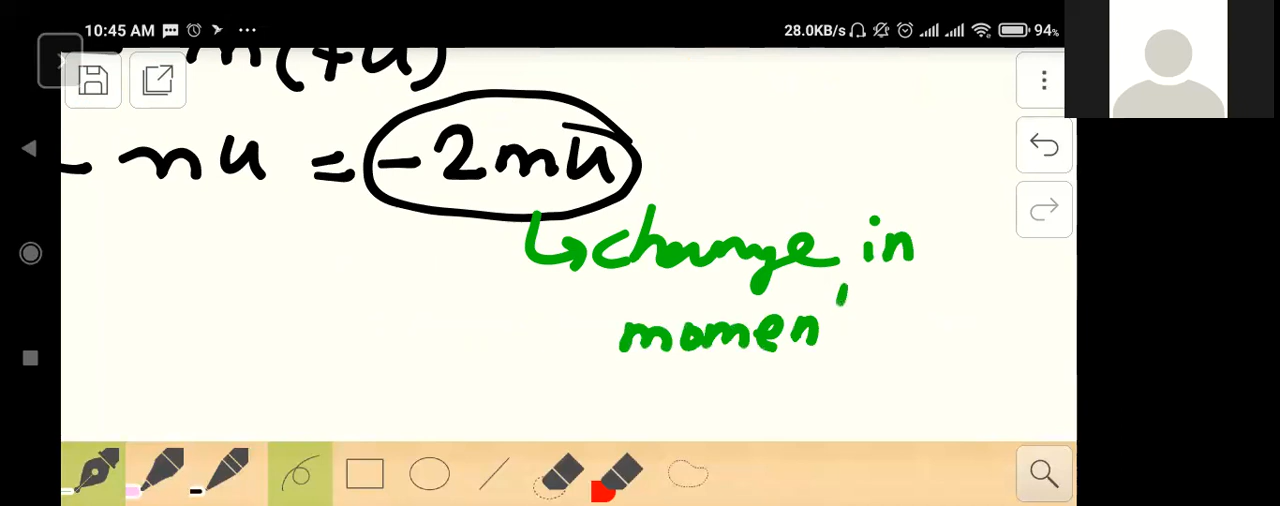 10:45 AM ... 28.0KB/s 94%
m(+u)
- mu = -2mu
↳ change in
momen